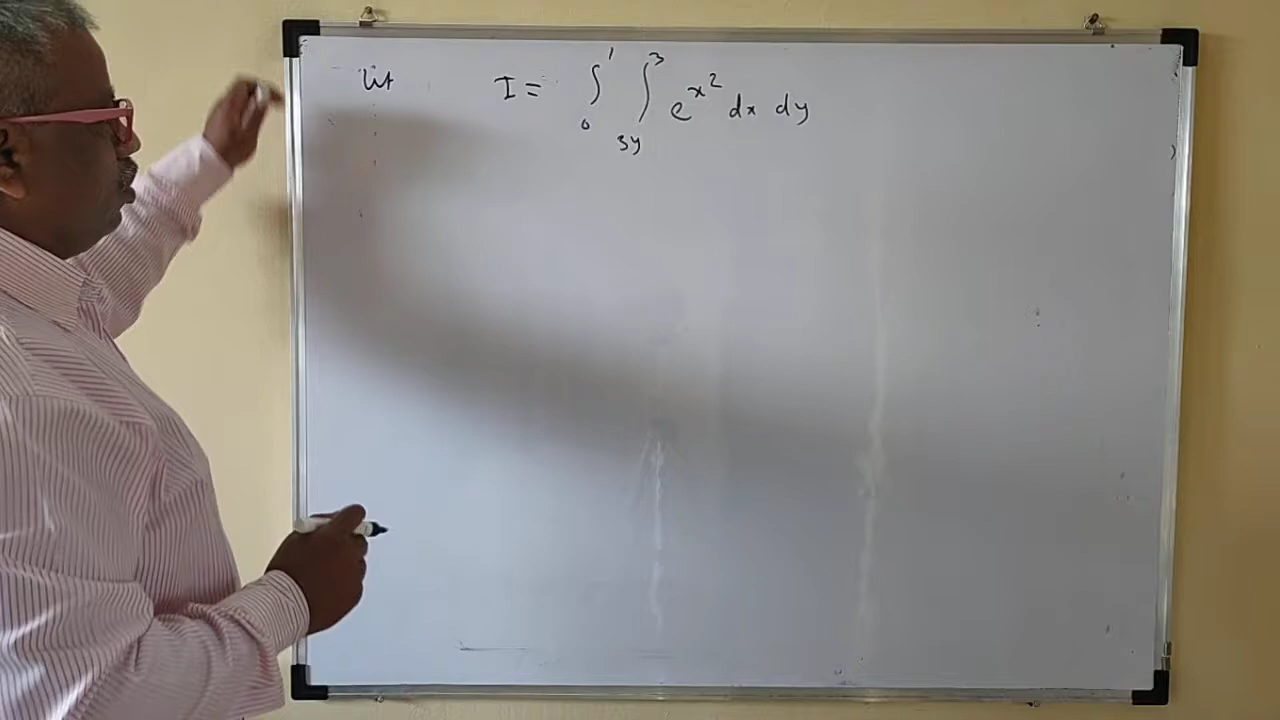 Let I = ∫₀¹ ∫₃ᵧ³ e^{x²} dx dy